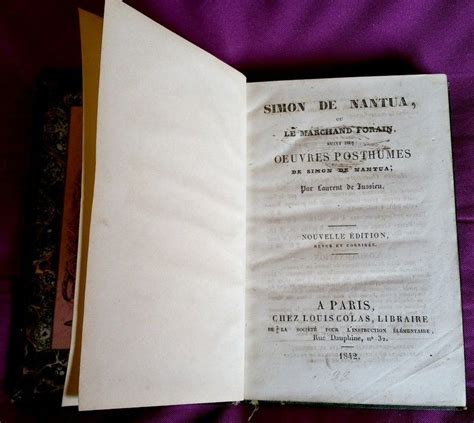 SIMON DE NANTUA,
OU
LE MARCHAND FORAIN,
SUIVI DES
OEUVRES POSTHUMES
DE SIMON DE NANTUA;
Par Laurent de Jussieu.
NOUVELLE ÉDITION,
REVUE ET CORRIGÉE.
A PARIS,
CHEZ LOUIS COLAS, LIBRAIRE
DE LA SOCIÉTÉ POUR L'INSTRUCTION ÉLÉMENTAIRE.
Rue Dauphine, nº 32.
1842.